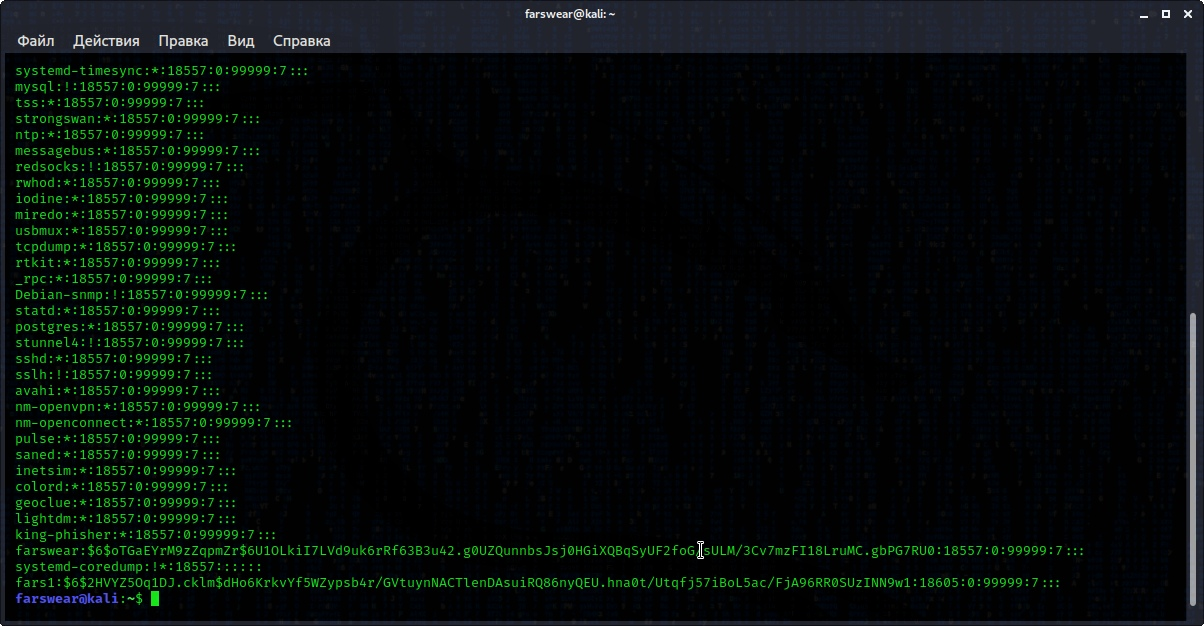 farswear@kali: ~
Файл Действия Правка Вид Справка
systemd-timesync:*:18557:0:99999:7:::
mysql:!:18557:0:99999:7:::
tss:*:18557:0:99999:7:::
strongswan:*:18557:0:99999:7:::
ntp:*:18557:0:99999:7:::
messagebus:*:18557:0:99999:7:::
redsocks:!:18557:0:99999:7:::
rwhod:*:18557:0:99999:7:::
iodine:*:18557:0:99999:7:::
miredo:*:18557:0:99999:7:::
usbmux:*:18557:0:99999:7:::
tcpdump:*:18557:0:99999:7:::
rtkit:*:18557:0:99999:7:::
_rpc:*:18557:0:99999:7:::
Debian-snmp:!:18557:0:99999:7:::
statd:*:18557:0:99999:7:::
postgres:*:18557:0:99999:7:::
stunnel4:!:18557:0:99999:7:::
sshd:*:18557:0:99999:7:::
sslh:!:18557:0:99999:7:::
avahi:*:18557:0:99999:7:::
nm-openvpn:*:18557:0:99999:7:::
nm-openconnect:*:18557:0:99999:7:::
pulse:*:18557:0:99999:7:::
saned:*:18557:0:99999:7:::
inetsim:*:18557:0:99999:7:::
colord:*:18557:0:99999:7:::
geoclue:*:18557:0:99999:7:::
lightdm:*:18557:0:99999:7:::
king-phisher:*:18557:0:99999:7:::
farswear:$6$oTGaEYrM9zZqpmZr$6U1OLkiI7LVd9uk6rRf63B3u42.g0UZQunnbsJsj0HGiXQBqSyUF2foG/sULM/3Cv7mzFI18LruMC.gbPG7RU0:18557:0:99999:7:::
systemd-coredump:!*:18557::::::
fars1:$6$2HVYZ5Oq1DJ.cklm$dHo6KrkvYf5WZypsb4r/GVtuynNACTlenDAsuiRQ86nyQEU.hna0t/Utqfj57iBoL5ac/FjA96RR0SUzINN9w1:18605:0:99999:7:::
farswear@kali:~$